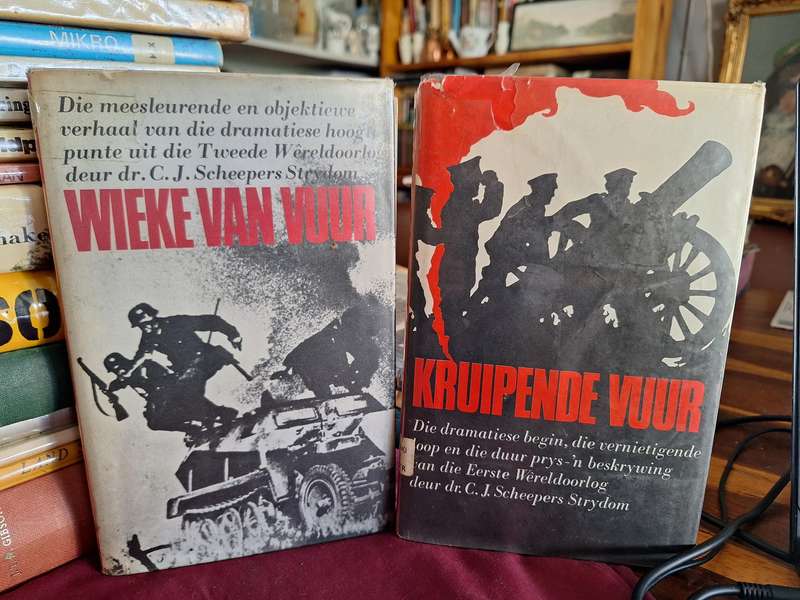 MIKRO
LAND
GIBSON
Die meesleurende en objektiewe
verhaal van die dramatiese hoog
punte uit die Tweede Wêreldoorlog
deur dr. C. J. Scheepers Strydom
WIEKE VAN VUUR
KRUIPENDE VUUR
Die dramatiese begin, die vernietigende
loop en die duur prys-'n beskrywing
van die Eerste Wêreldoorlog
deur dr. C. J. Scheepers Strydom